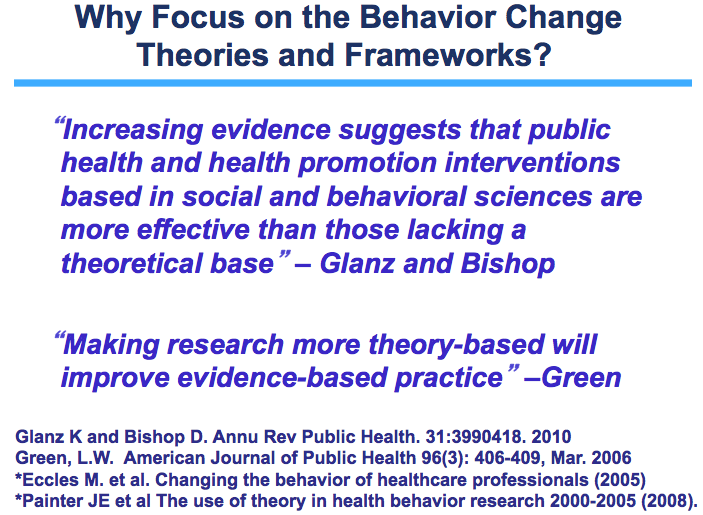 Why Focus on the Behavior Change
Theories and Frameworks?
“Increasing evidence suggests that public
health and health promotion interventions
based in social and behavioral sciences are
more effective than those lacking a
theoretical base” – Glanz and Bishop
“Making research more theory-based will
improve evidence-based practice” –Green
Glanz K and Bishop D. Annu Rev Public Health. 31:3990418. 2010
Green, L.W.  American Journal of Public Health 96(3): 406-409, Mar. 2006
*Eccles M. et al. Changing the behavior of healthcare professionals (2005)
*Painter JE et al The use of theory in health behavior research 2000-2005 (2008).